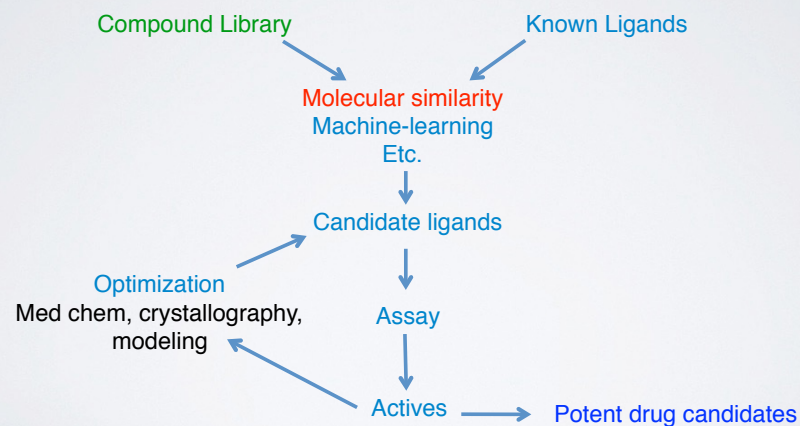 Compound Library
Known Ligands
Molecular similarity
Machine-learning
Etc.
Candidate ligands
Optimization
Med chem, crystallography,
modeling
Assay
Actives
Potent drug candidates